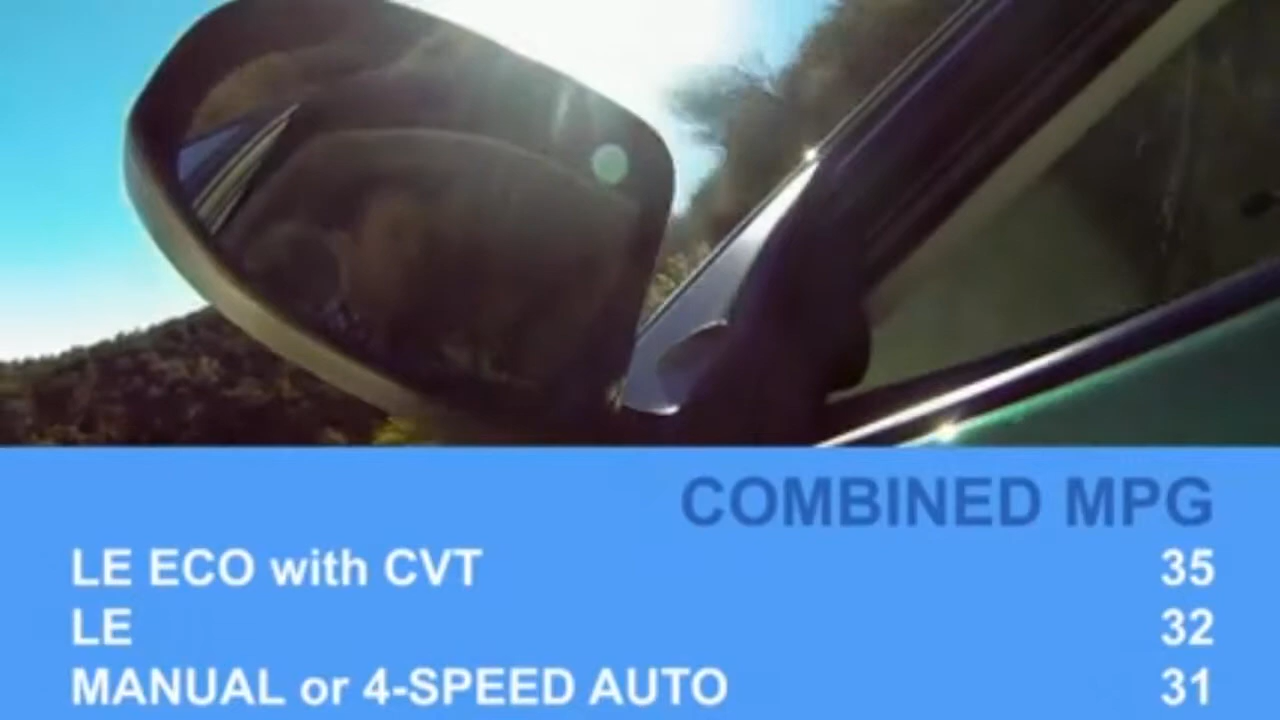 COMBINED MPG
LE ECO with CVT 35
LE 32
MANUAL or 4-SPEED AUTO 31